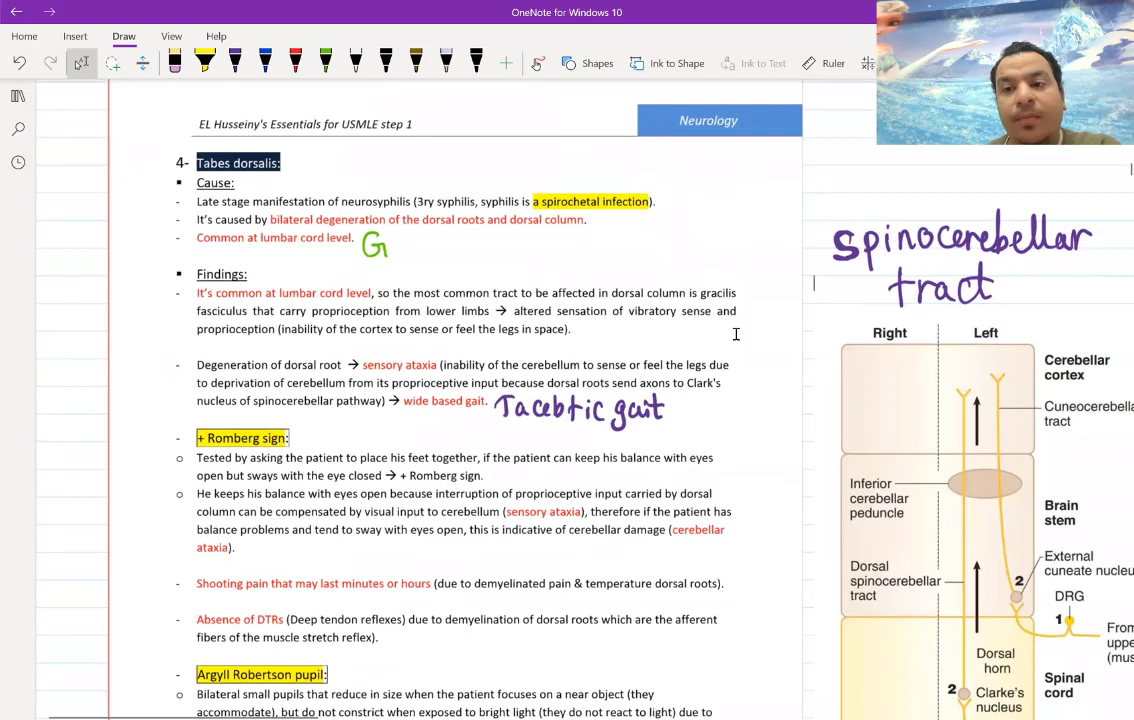 OneNote for Windows 10
Home Insert Draw View Help
Shapes Ink to Shape Ink to Text Ruler
EL Husseiny's Essentials for USMLE step 1
Neurology
4- Tabes dorsalis:
▪ Cause:
- Late stage manifestation of neurosyphilis (3ry syphilis, syphilis is a spirochetal infection).
- It's caused by bilateral degeneration of the dorsal roots and dorsal column.
- Common at lumbar cord level. G
▪ Findings:
- It's common at lumbar cord level, so the most common tract to be affected in dorsal column is gracilis
fasciculus that carry proprioception from lower limbs → altered sensation of vibratory sense and
proprioception (inability of the cortex to sense or feel the legs in space).
- Degeneration of dorsal root → sensory ataxia (inability of the cerebellum to sense or feel the legs due
to deprivation of cerebellum from its proprioceptive input because dorsal roots send axons to Clark's
nucleus of spinocerebellar pathway) → wide based gait. Tacebtic gait
- + Romberg sign:
o Tested by asking the patient to place his feet together, if the patient can keep his balance with eyes
open but sways with the eye closed → + Romberg sign.
o He keeps his balance with eyes open because interruption of proprioceptive input carried by dorsal
column can be compensated by visual input to cerebellum (sensory ataxia), therefore if the patient has
balance problems and tend to sway with eyes open, this is indicative of cerebellar damage (cerebellar
ataxia).
- Shooting pain that may last minutes or hours (due to demyelinated pain & temperature dorsal roots).
- Absence of DTRs (Deep tendon reflexes) due to demyelination of dorsal roots which are the afferent
fibers of the muscle stretch reflex).
- Argyll Robertson pupil:
o Bilateral small pupils that reduce in size when the patient focuses on a near object (they
accommodate), but do not constrict when exposed to bright light (they do not react to light) due to
spinocerebellar
tract
Right Left
Cerebellar
cortex
Cuneocerebella
tract
Inferior
cerebellar
peduncle
Brain
stem
External
cuneate nucleu
Dorsal
spinocerebellar
tract
2
DRG
1
From
uppe
(mus
Dorsal
horn
Spinal
cord
2 Clarke's
nucleus